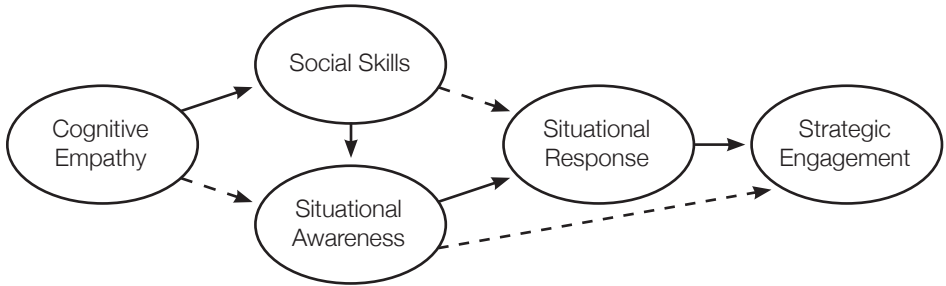 Social Skills
Cognitive
Empathy
Situational
Response
Strategic
Engagement
Situational
Awareness